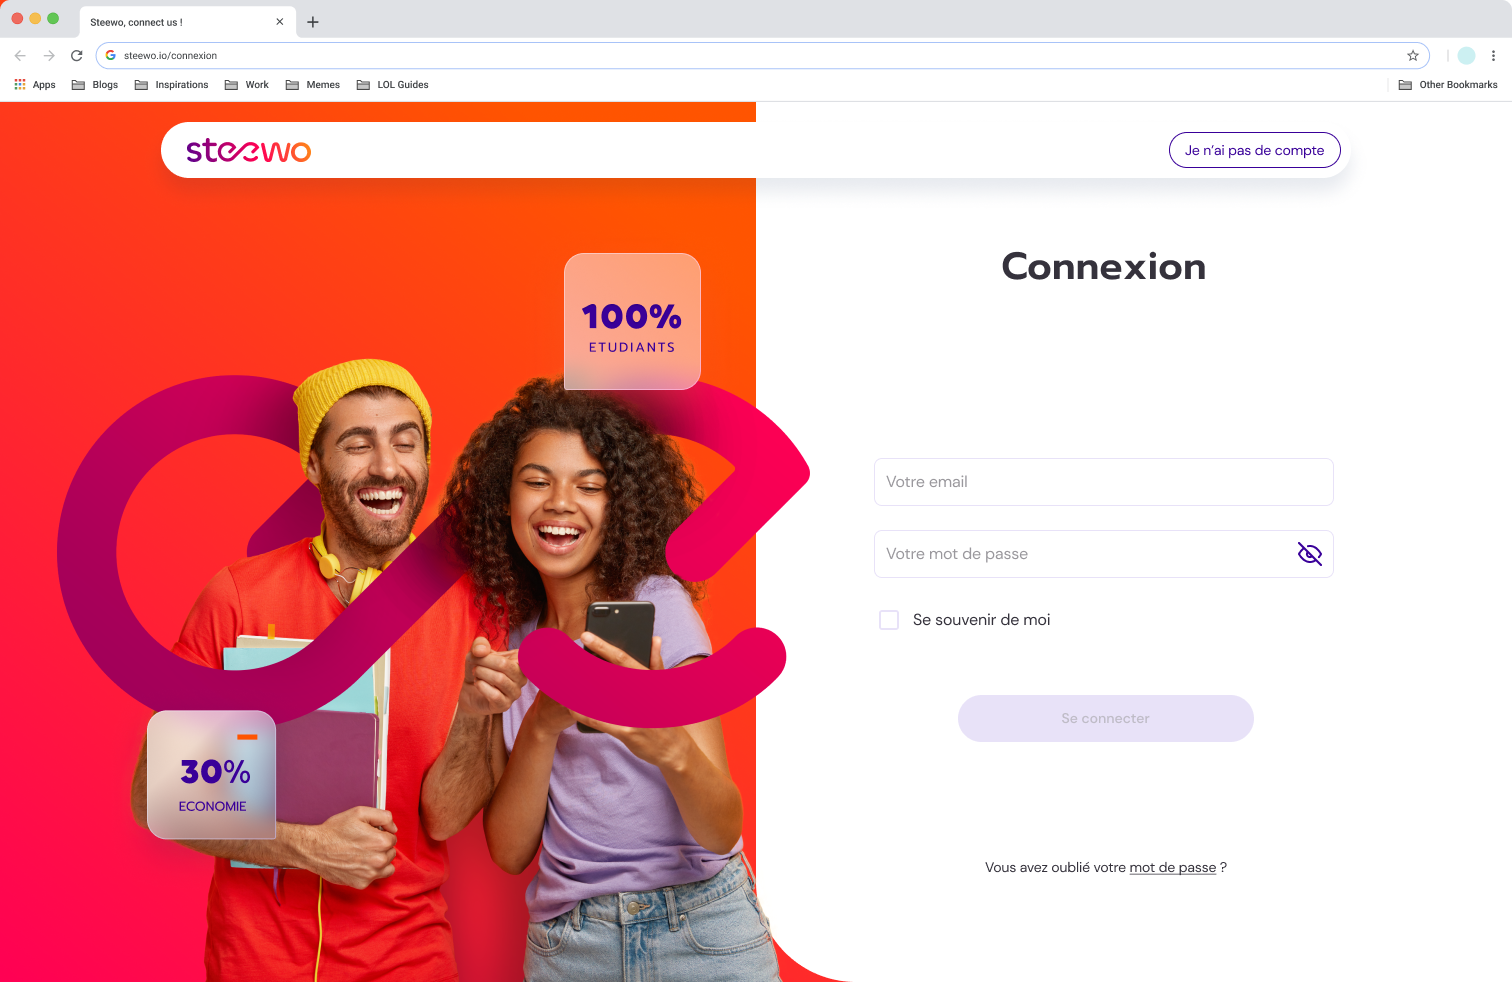 Steewo, connect us !
steewo.io/connexion
Apps
Blogs
Inspirations
Work
Memes
LOL Guides
Other Bookmarks
steewo
Je n'ai pas de compte
Connexion
100%
ETUDIANTS
Votre email
Votre mot de passe
Se souvenir de moi
Se connecter
30%
ECONOMIE
Vous avez oublié votre mot de passe ?